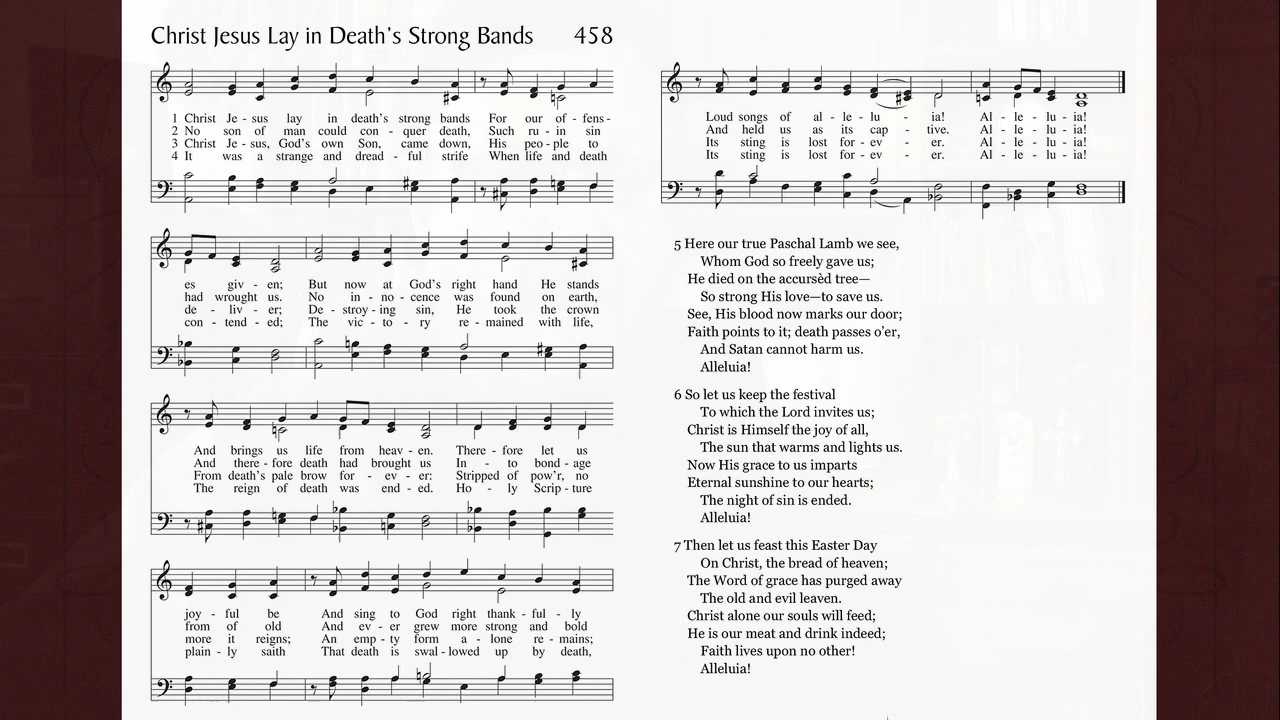 Christ Jesus Lay in Death's Strong Bands 458
1 Christ Je - sus lay in death's strong bands For our of - fens -
2 No son of man could con - quer death, Such ru - in sin
3 Christ Je - sus, God's own Son, came down, His peo - ple to
4 It was a strange and dread - ful strife When life and death
es giv - en; But now at God's right hand He stands
had wrought us. No in - no - cence was found on earth,
de - liv - er; De - stroy - ing sin, He took the crown
con - tend - ed; The vic - to - ry re - mained with life,
And brings us life from heav - en. There - fore let us
And there - fore death had brought us In - to bond - age
From death's pale brow for - ev - er: Stripped of pow'r, no
The reign of death was end - ed. Ho - ly Scrip - ture
joy - ful be And sing to God right thank - ful - ly
from of old And ev - er grew more strong and bold
more it reigns; An emp - ty form a - lone re - mains;
plain - ly saith That death is swal - lowed up by death,
Loud songs of al - le - lu - ia! Al - le - lu - ia!
And held us as its cap - tive. Al - le - lu - ia!
Its sting is lost for - ev - er. Al - le - lu - ia!
Its sting is lost for - ev - er. Al - le - lu - ia!
5 Here our true Paschal Lamb we see,
Whom God so freely gave us;
He died on the accursèd tree—
So strong His love—to save us.
See, His blood now marks our door;
Faith points to it; death passes o'er,
And Satan cannot harm us.
Alleluia!
6 So let us keep the festival
To which the Lord invites us;
Christ is Himself the joy of all,
The sun that warms and lights us.
Now His grace to us imparts
Eternal sunshine to our hearts;
The night of sin is ended.
Alleluia!
7 Then let us feast this Easter Day
On Christ, the bread of heaven;
The Word of grace has purged away
The old and evil leaven.
Christ alone our souls will feed;
He is our meat and drink indeed;
Faith lives upon no other!
Alleluia!